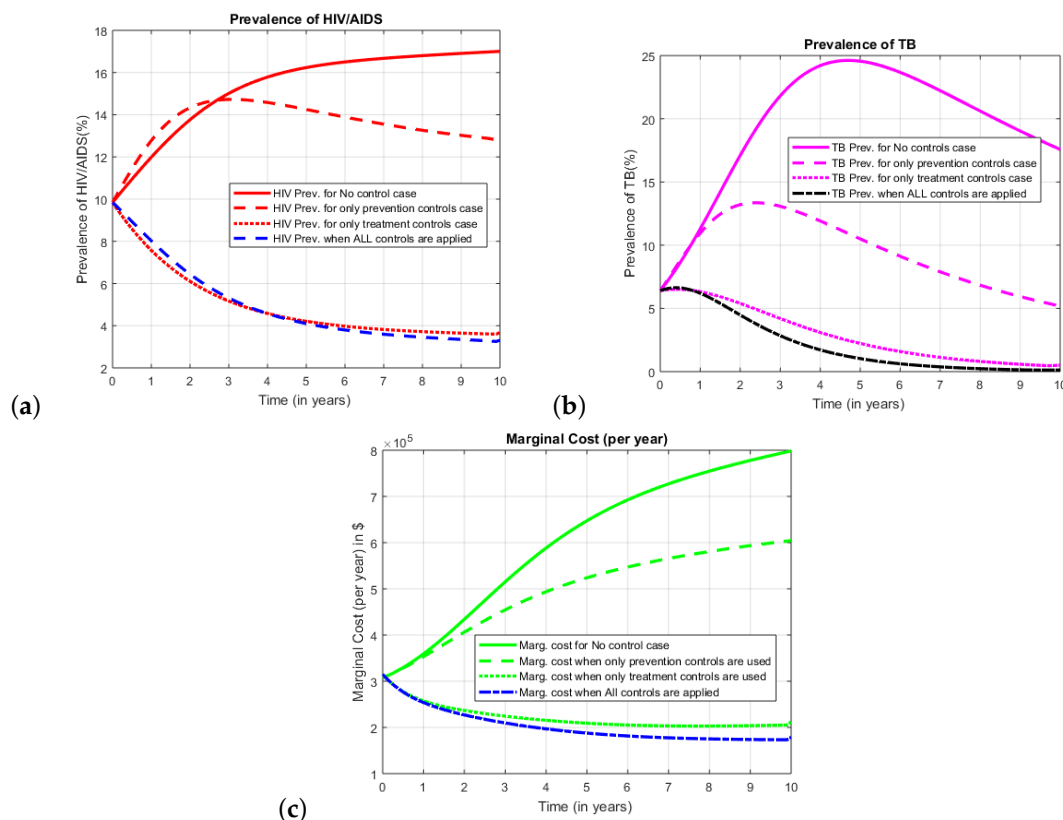 Prevalence of HIV/AIDS
Prevalence of HIV/AIDS(%)
18
16
14
12
10
8
6
4
2
HIV Prev. for No control case
HIV Prev. for only prevention controls case
HIV Prev. for only treatment controls case
HIV Prev. when ALL controls are applied
0 1 2 3 4 5 6 7 8 9 10
Time (in years)
(a)
Prevalence of TB
Prevalence of TB(%)
25
20
15
10
5
0
TB Prev. for No controls case
TB Prev. for only prevention controls case
TB Prev. for only treatment controls case
TB Prev. when ALL controls are applied
0 1 2 3 4 5 6 7 8 9 10
Time (in years)
(b)
Marginal Cost (per year)
×10^5
Marginal Cost (per year) in $
8
7
6
5
4
3
2
1
Marg. cost for No control case
Marg. cost when only prevention controls are used
Marg. cost when only treatment controls are used
Marg. cost when All controls are applied
0 1 2 3 4 5 6 7 8 9 10
Time (in years)
(c)